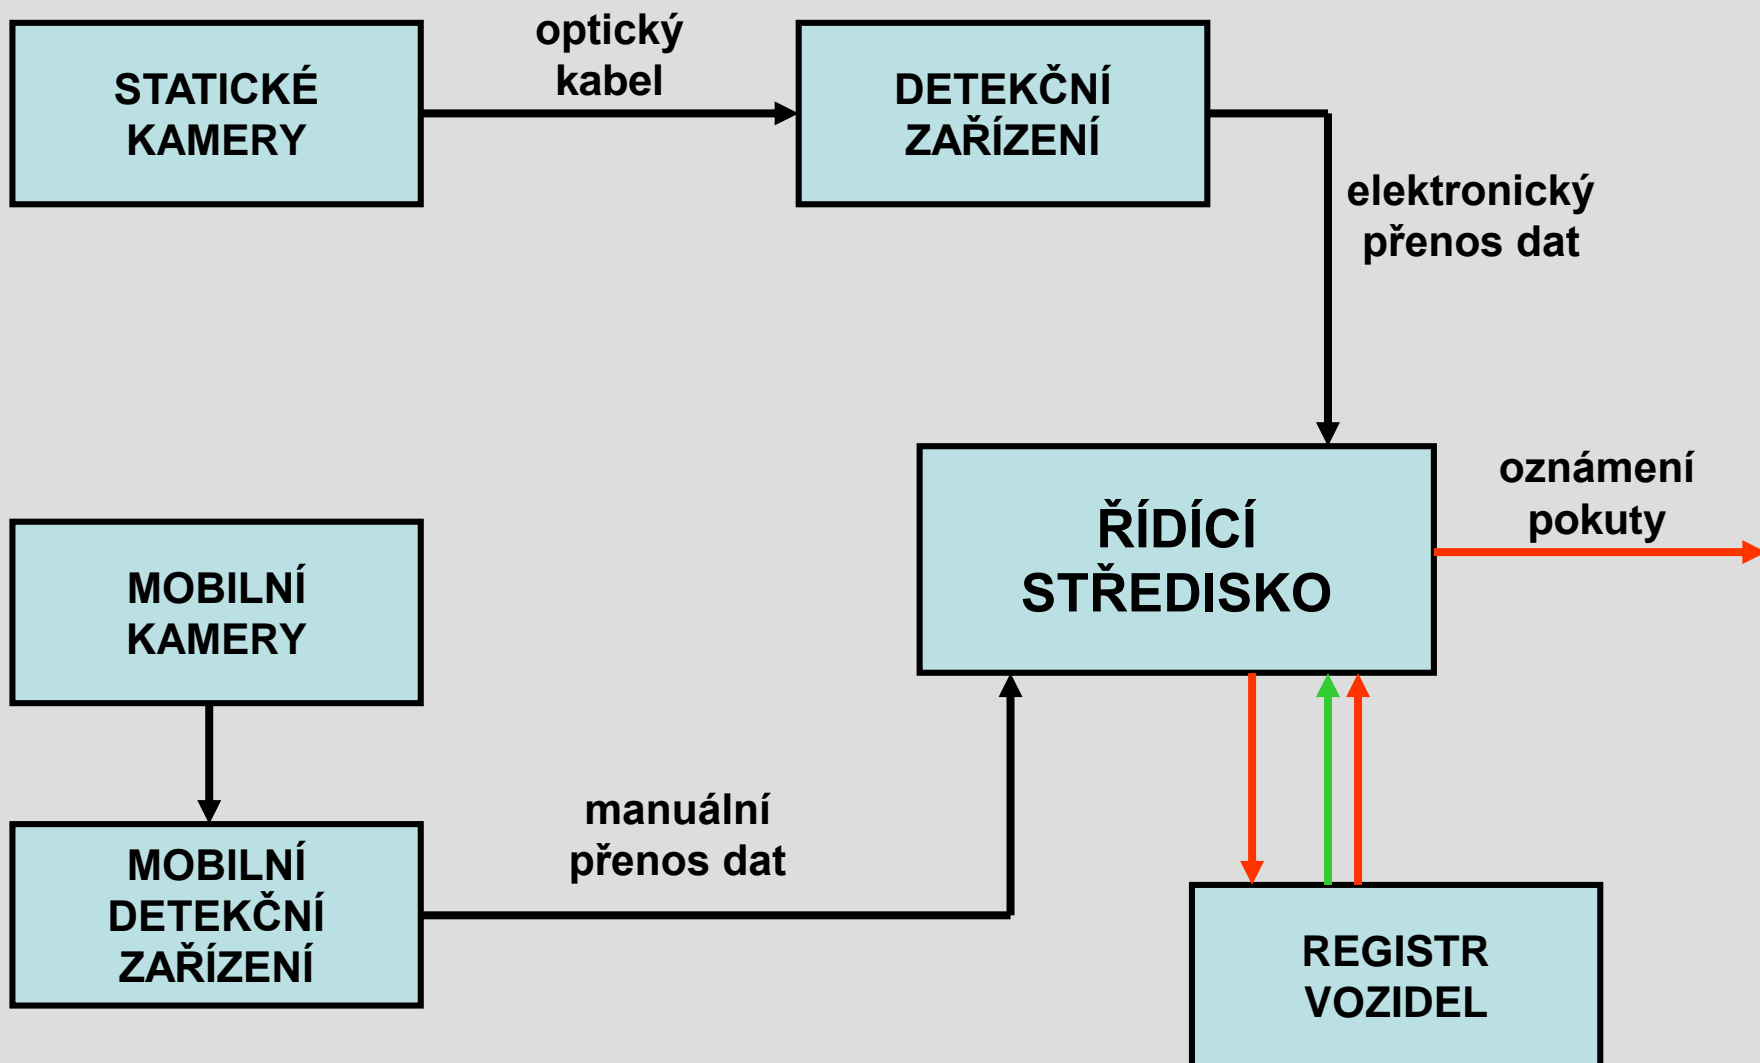 STATICKÉ
KAMERY
optický
kabel
DETEKČNÍ
ZAŘÍZENÍ
elektronický
přenos dat
ŘÍDÍCÍ
STŘEDISKO
oznámení
pokuty
MOBILNÍ
KAMERY
MOBILNÍ
DETEKČNÍ
ZAŘÍZENÍ
manuální
přenos dat
REGISTR
VOZIDEL